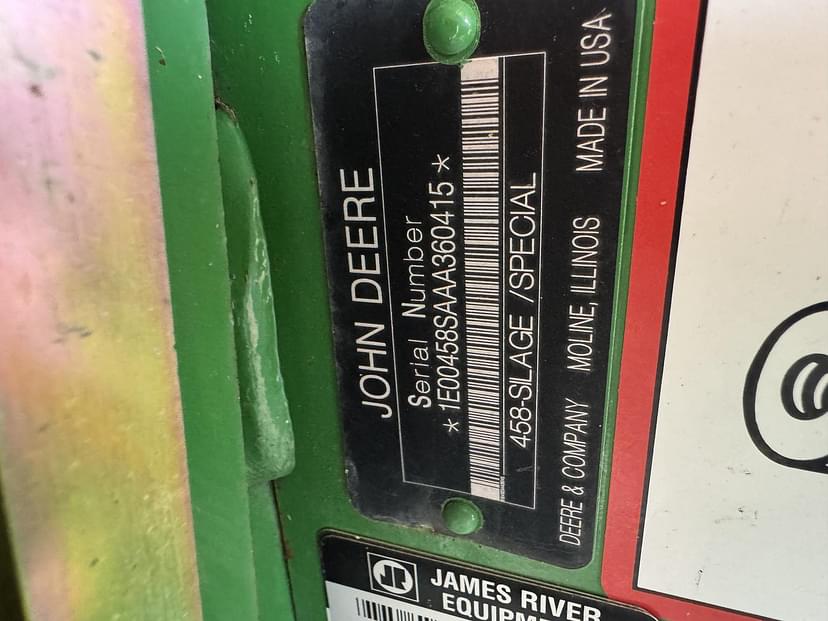 JOHN DEERE
Serial Number
*1E00458SAAA360415*
458-SILAGE /SPECIAL
DEERE & COMPANY MOLINE, ILLINOIS MADE IN USA
JAMES RIVER